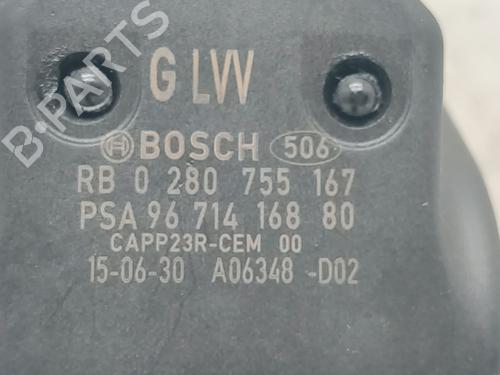 G LVV
BOSCH 506
RB 0 280 755 167
PSA 96 714 168 80
CAPP23R-CEM 00
15-06-30 A06348 -D02
B-PARTS